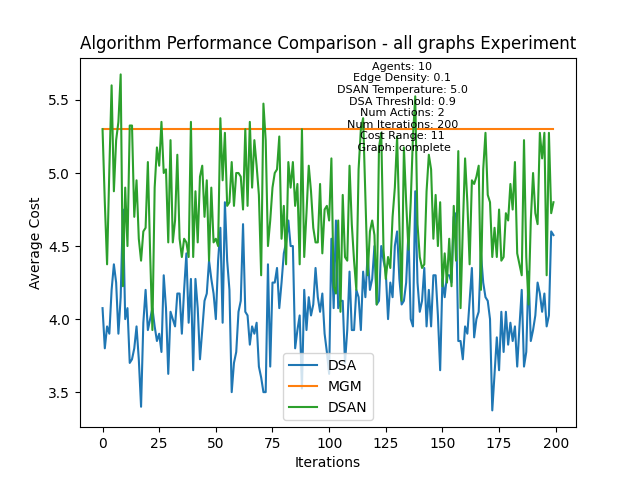 Algorithm Performance Comparison - all graphs Experiment
Agents: 10
Edge Density: 0.1
DSAN Temperature: 5.0
DSA Threshold: 0.9
Num Actions: 2
Num Iterations: 200
Cost Range: 11
Graph: complete
Average Cost
5.5
5.0
4.5
4.0
3.5
DSA
MGM
DSAN
0 25 50 75 100 125 150 175 200
Iterations